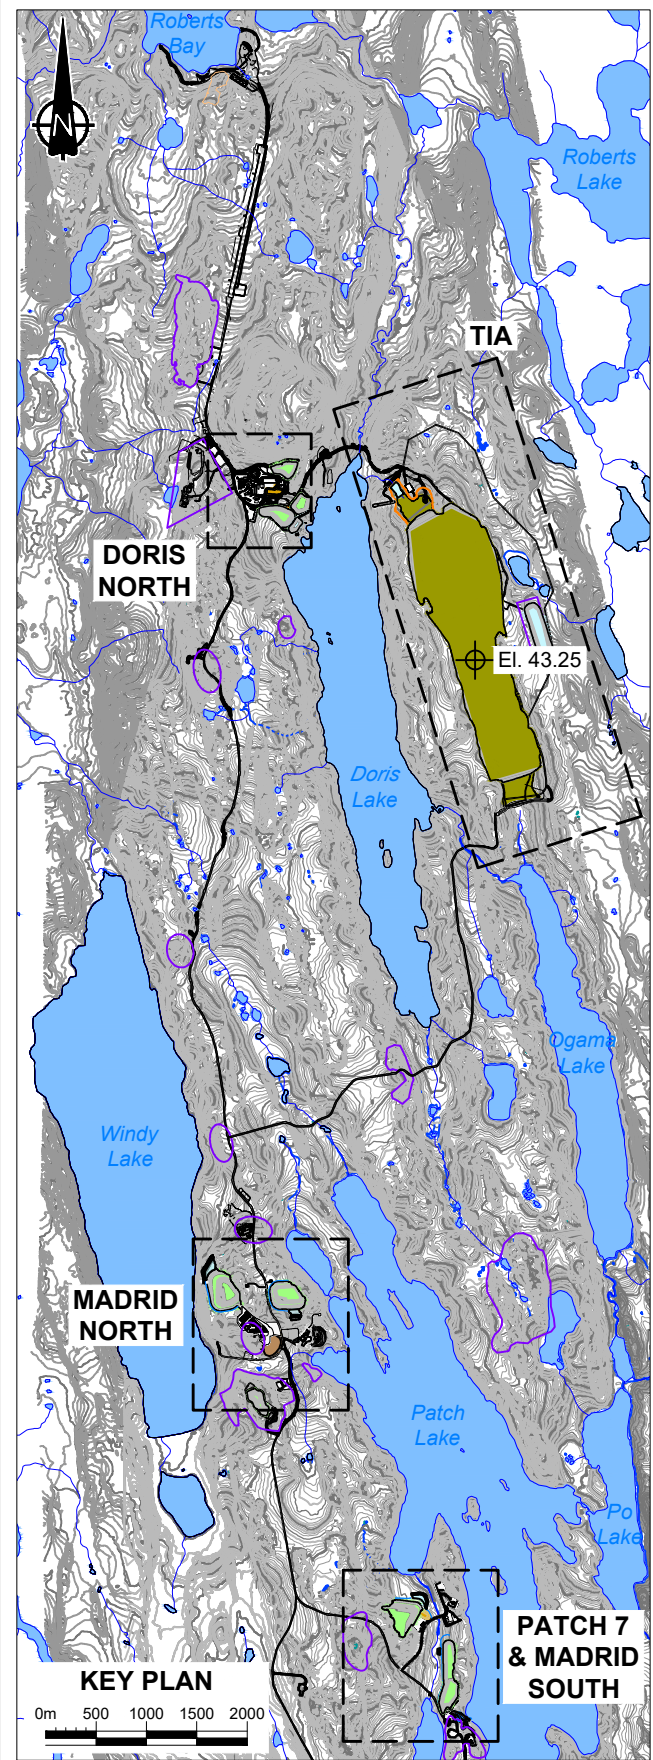 Roberts
Bay
N
Roberts
Lake
TIA
DORIS
NORTH
El. 43.25
Doris
Lake
Ogama
Lake
Windy
Lake
MADRID
NORTH
Patch
Lake
Po
Lake
PATCH 7
& MADRID
SOUTH
KEY PLAN
0m 500 1000 1500 2000